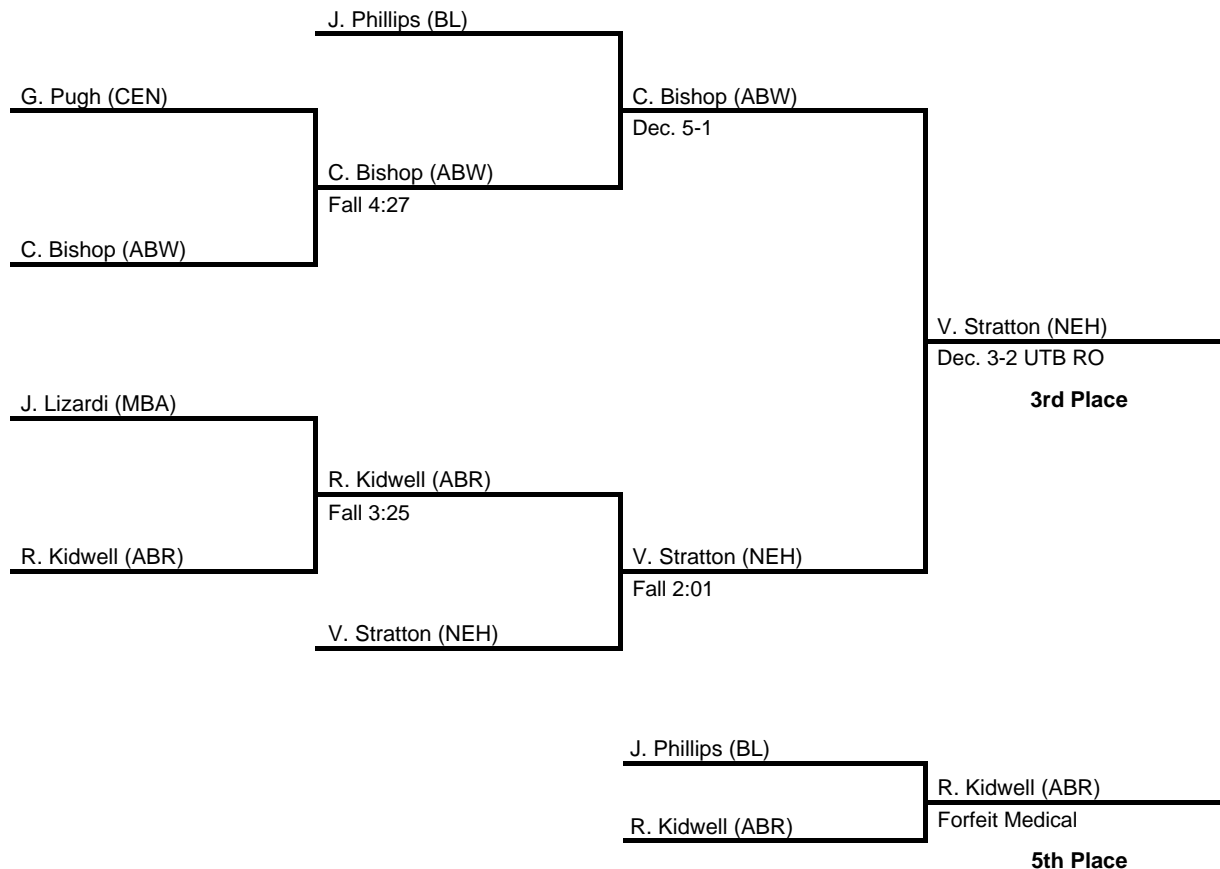 J. Phillips (BL)
G. Pugh (CEN)
C. Bishop (ABW)
Dec. 5-1
C. Bishop (ABW)
Fall 4:27
C. Bishop (ABW)
V. Stratton (NEH)
Dec. 3-2 UTB RO
3rd Place
J. Lizardi (MBA)
R. Kidwell (ABR)
Fall 3:25
R. Kidwell (ABR)
V. Stratton (NEH)
Fall 2:01
V. Stratton (NEH)
J. Phillips (BL)
R. Kidwell (ABR)
Forfeit Medical
R. Kidwell (ABR)
5th Place